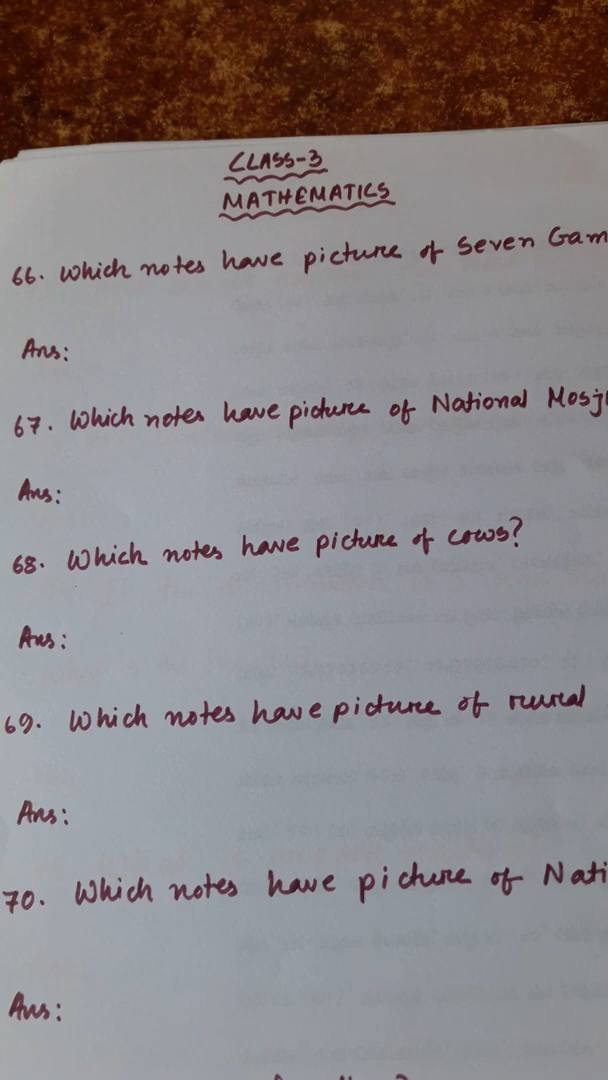 CLASS-3
MATHEMATICS
66. Which notes have picture of Seven Gam
Ans:
67. Which notes have picture of National Mosj
Ans:
68. Which notes have picture of cows?
Ans:
69. Which notes have picture of rural
Ans:
70. Which notes have picture of Nati
Ans: